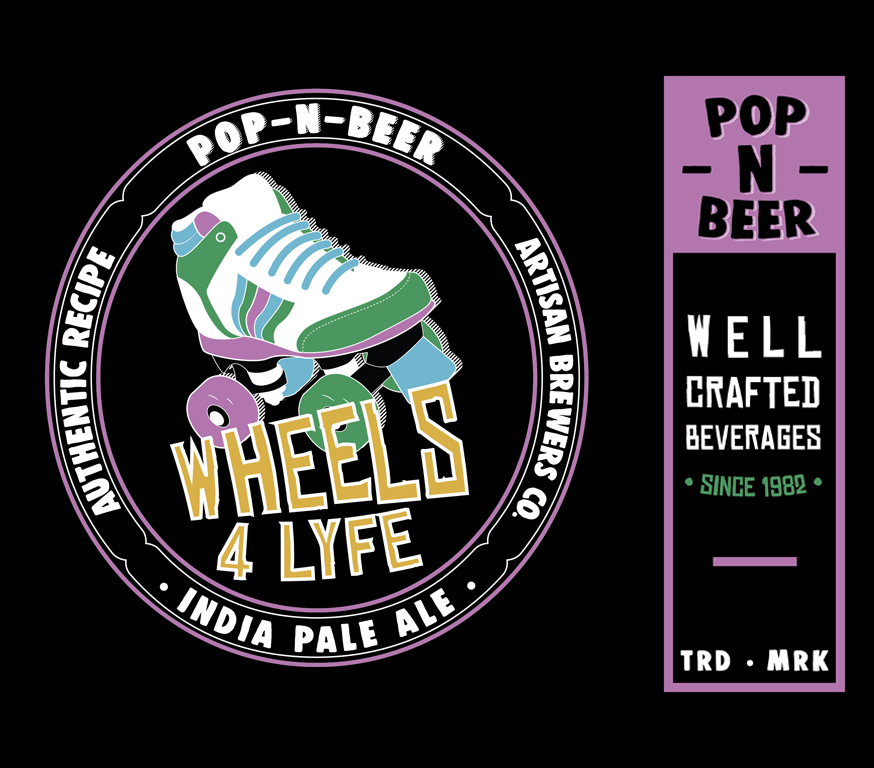 POP-N-BEER
AUTHENTIC RECIPE
ARTISAN BREWERS CO.
WHEELS
4 LYFE
• INDIA PALE ALE •
POP
— N —
BEER
WELL
CRAFTED
BEVERAGES
• SINCE 1982 •
TRD • MRK